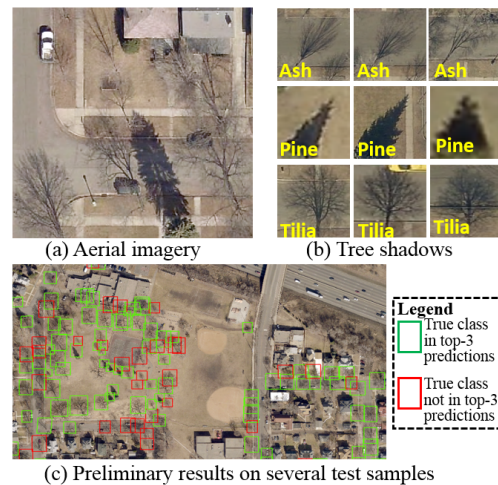 Ash
Ash
Ash
Pine
Pine
Pine
Tilia
Tilia
Tilia
(a) Aerial imagery
(b) Tree shadows
Legend
True class
in top-3
predictions
True class
not in top-3
predictions
(c) Preliminary results on several test samples